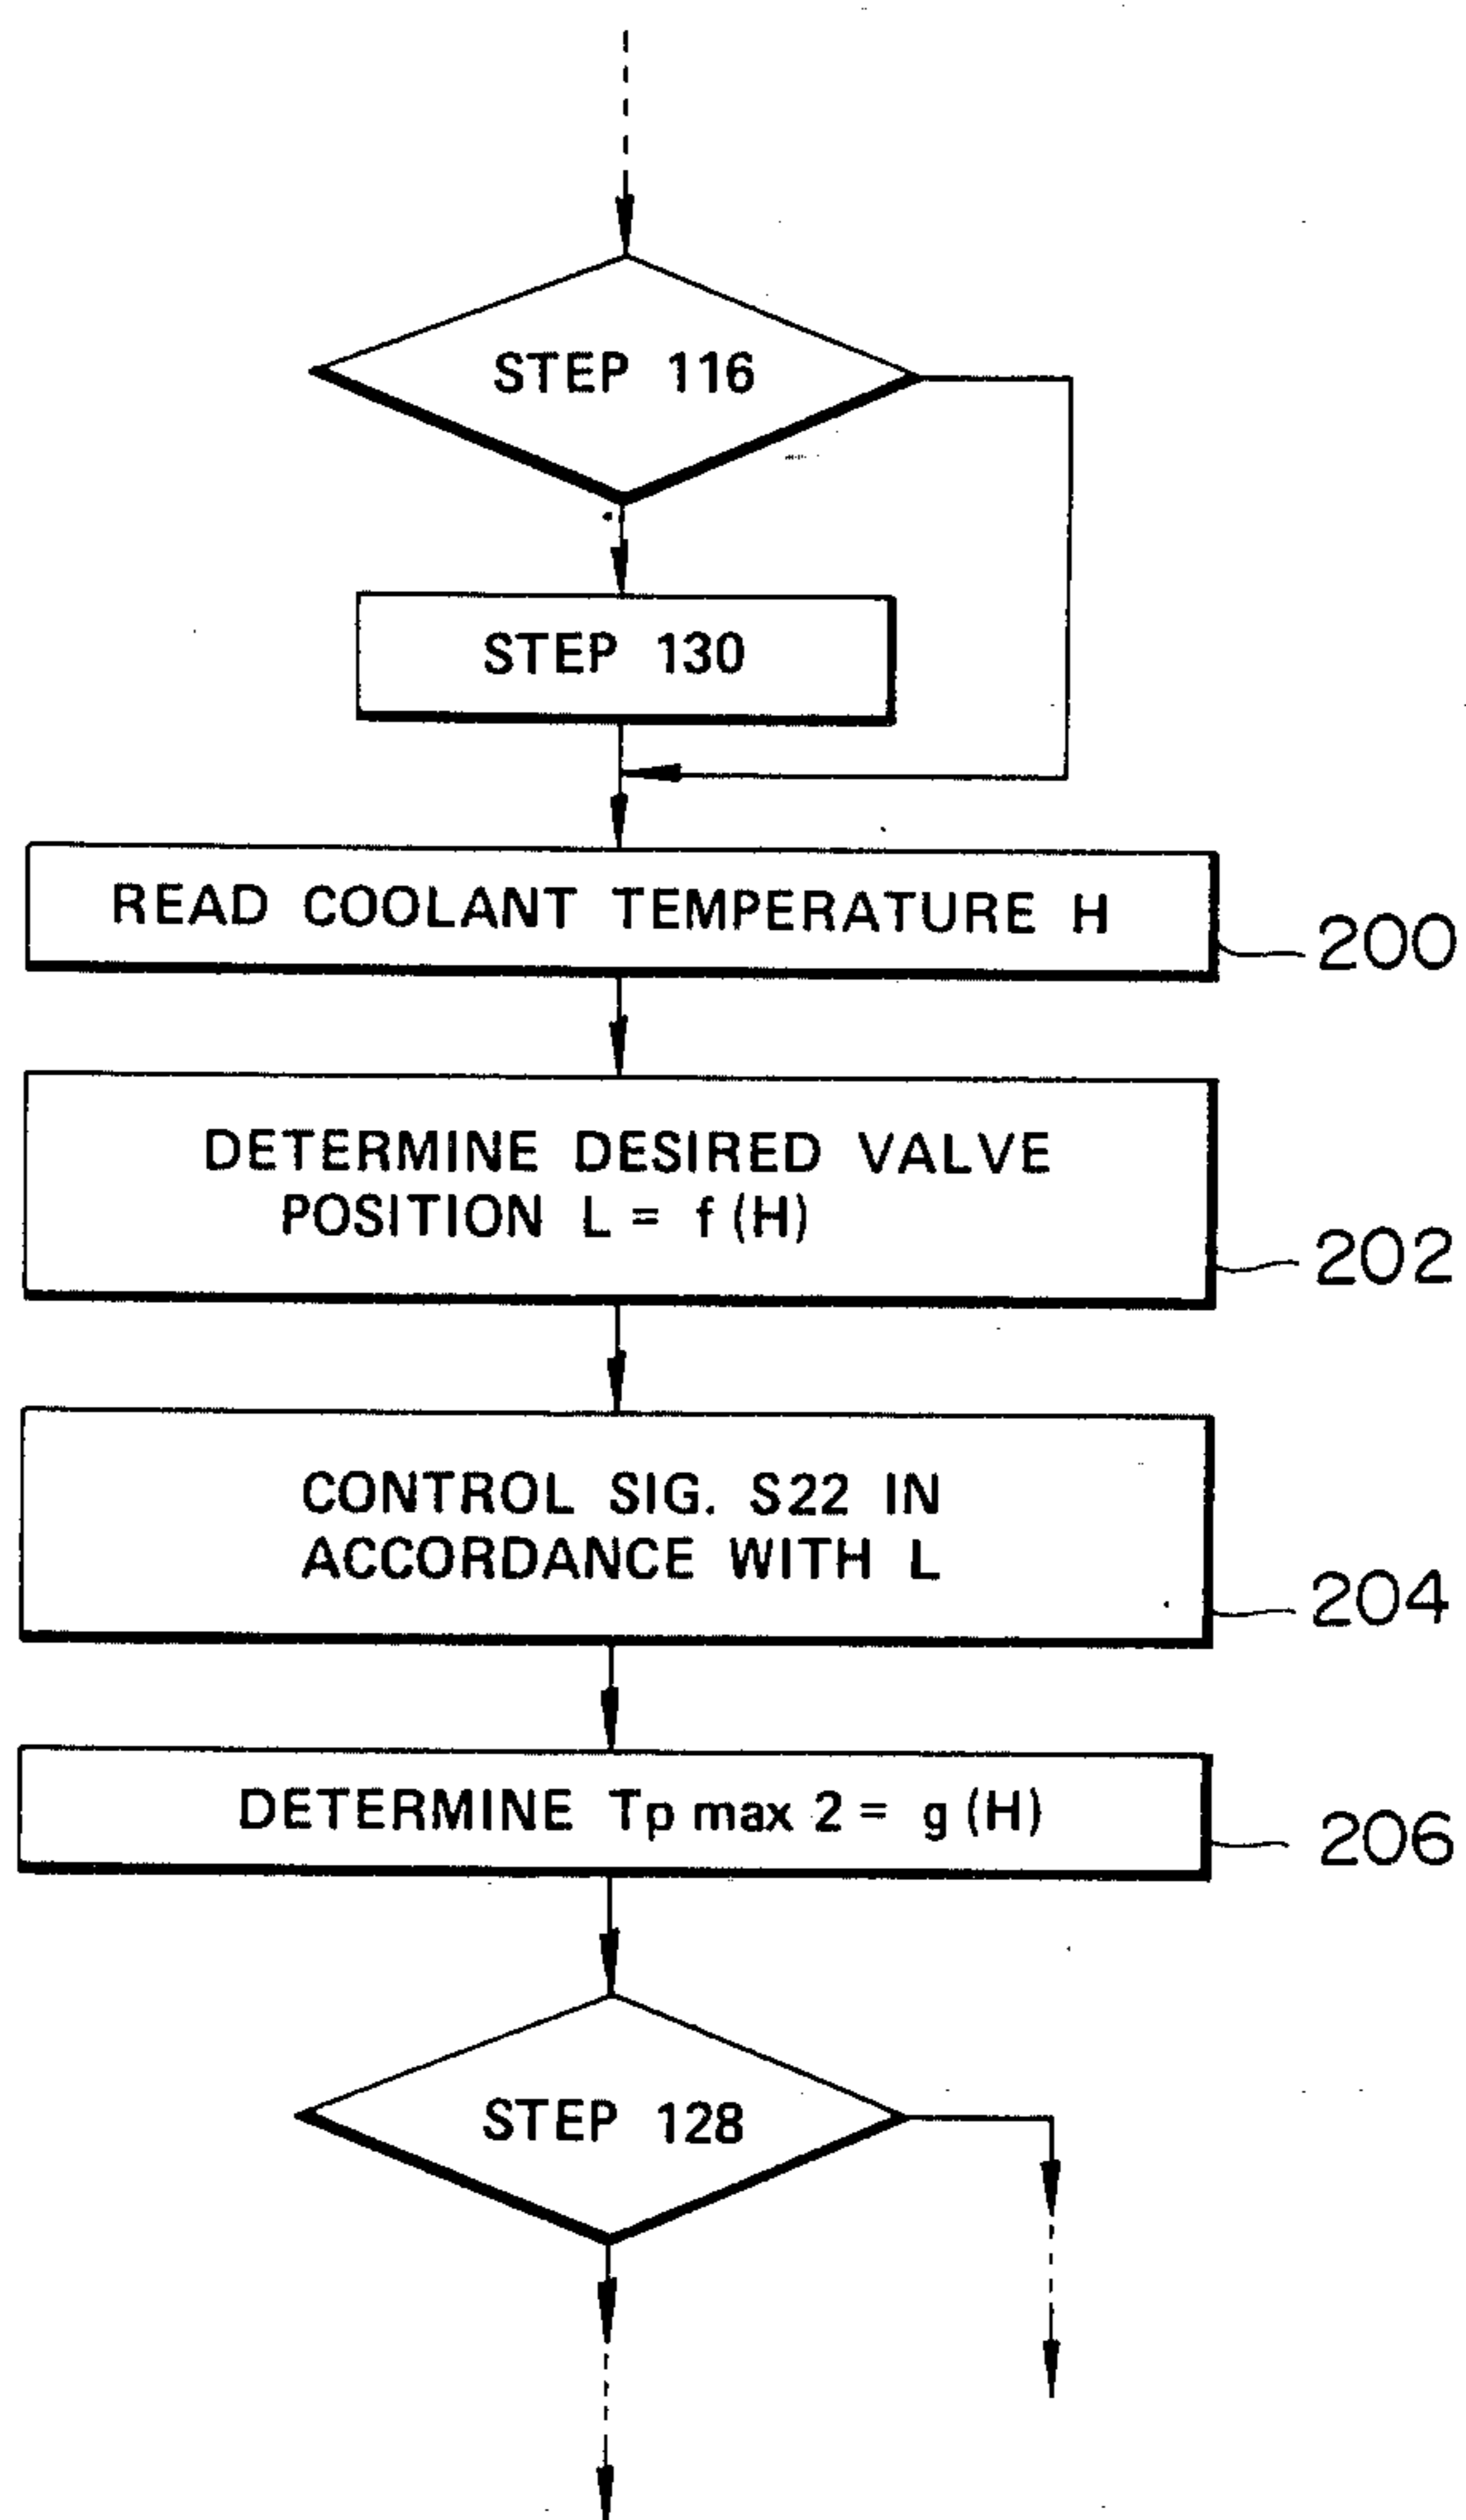 STEP 116
STEP 130
READ COOLANT TEMPERATURE H
200
DETERMINE DESIRED VALVE
POSITION L = f (H)
202
CONTROL SIG. S22 IN
ACCORDANCE WITH L
204
DETERMINE Tp max 2 = g (H)
206
STEP 128